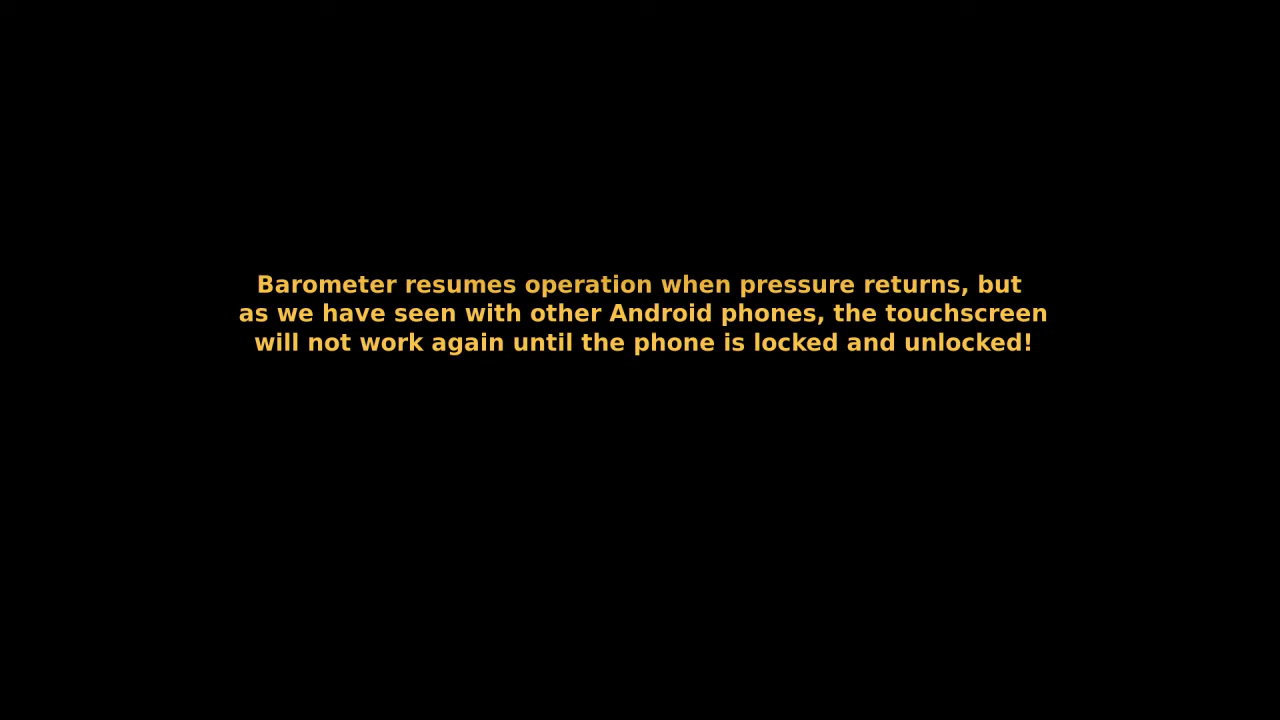 Barometer resumes operation when pressure returns, but
as we have seen with other Android phones, the touchscreen
will not work again until the phone is locked and unlocked!